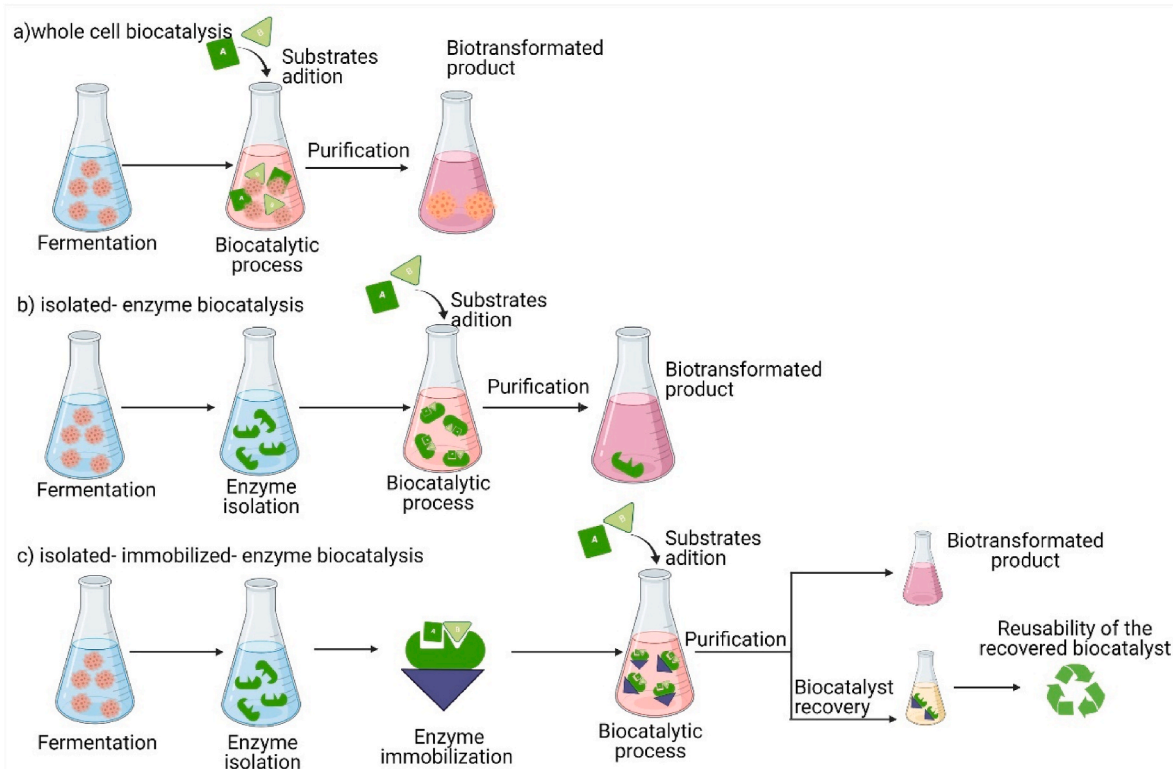 a)whole cell biocatalysis
A
B
Substrates
adition
Biotransformated
product
Purification
A
A
Fermentation
Biocatalytic
process
b) isolated- enzyme biocatalysis
A
B
Substrates
adition
Biotransformated
product
Purification
Fermentation
Enzyme
isolation
Biocatalytic
process
c) isolated- immobilized- enzyme biocatalysis
A
B
Substrates
adition
Biotransformated
product
A
B
Purification
Reusability of the
recovered biocatalyst
Biocatalyst
recovery
Fermentation
Enzyme
isolation
Enzyme
immobilization
Biocatalytic
process